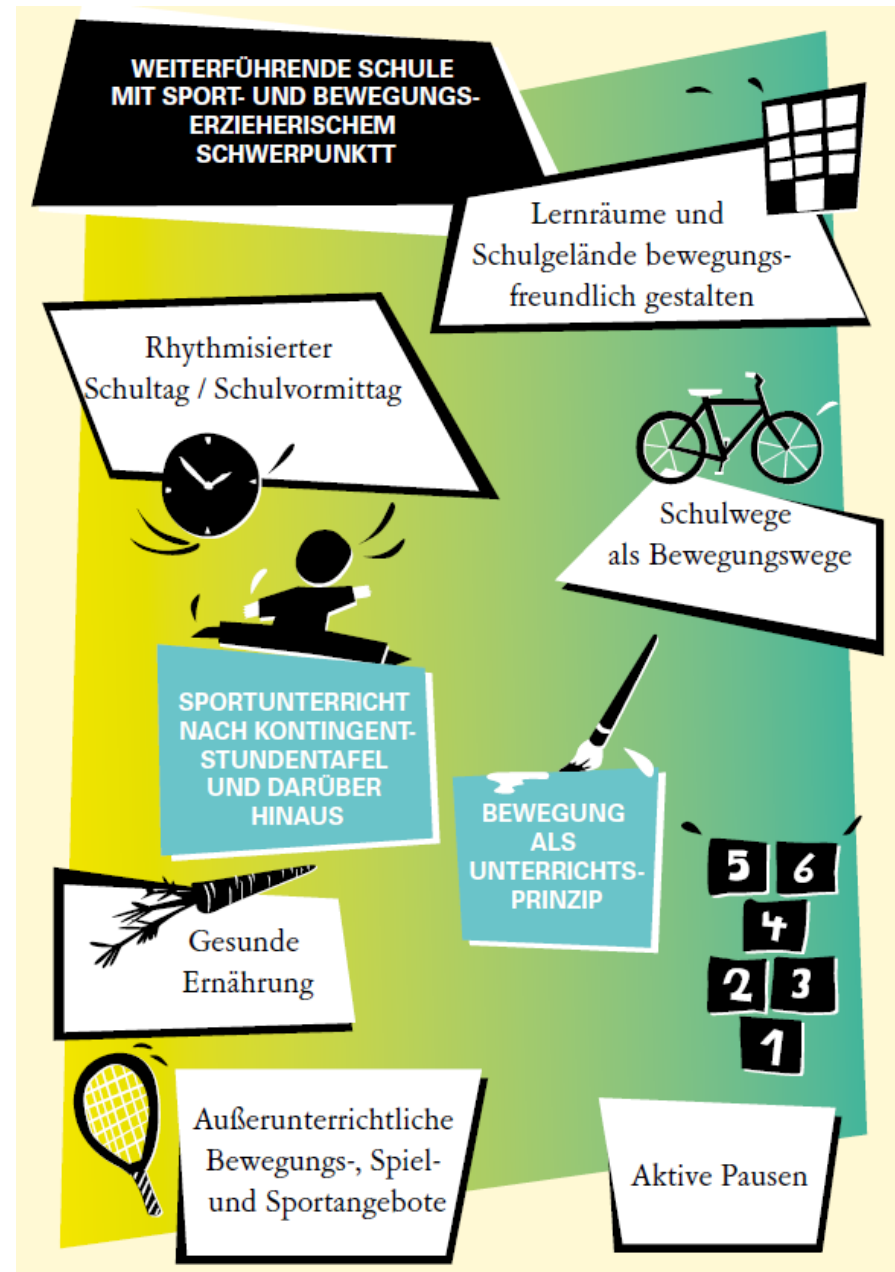 WEITERFÜHRENDE SCHULE
MIT SPORT- UND BEWEGUNGS-
ERZIEHERISCHEM
SCHWERPUNKTT
Lernräume und
Schulgelände bewegungs-
freundlich gestalten
Rhythmisierter
Schultag / Schulvormittag
Schulwege
als Bewegungswege
SPORTUNTERRICHT
NACH KONTINGENT-
STUNDENTAFEL
UND DARÜBER
HINAUS
BEWEGUNG
ALS
UNTERRICHTS-
PRINZIP
5 6
4
2 3
1
Gesunde
Ernährung
Außerunterrichtliche
Bewegungs-, Spiel-
und Sportangebote
Aktive Pausen